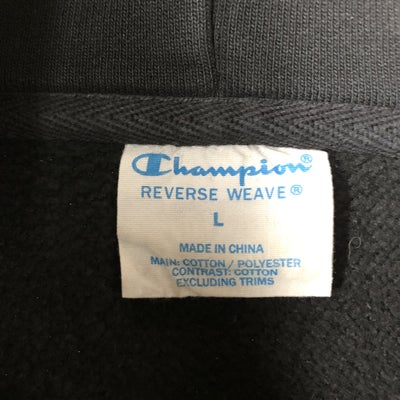 Champion®
REVERSE WEAVE®
L
MADE IN CHINA
MAIN: COTTON / POLYESTER
CONTRAST: COTTON
EXCLUDING TRIMS